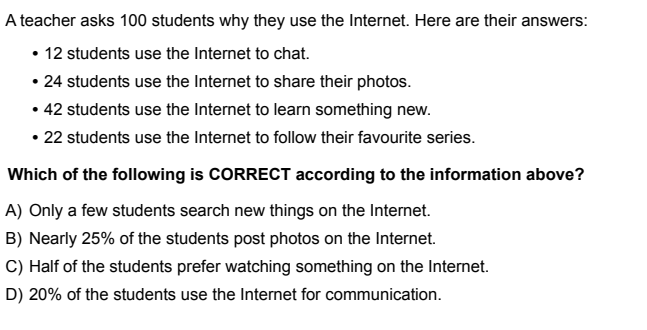 A teacher asks 100 students why they use the Internet. Here are their answers:
• 12 students use the Internet to chat.
• 24 students use the Internet to share their photos.
• 42 students use the Internet to learn something new.
• 22 students use the Internet to follow their favourite series.
Which of the following is CORRECT according to the information above?
A) Only a few students search new things on the Internet.
B) Nearly 25% of the students post photos on the Internet.
C) Half of the students prefer watching something on the Internet.
D) 20% of the students use the Internet for communication.